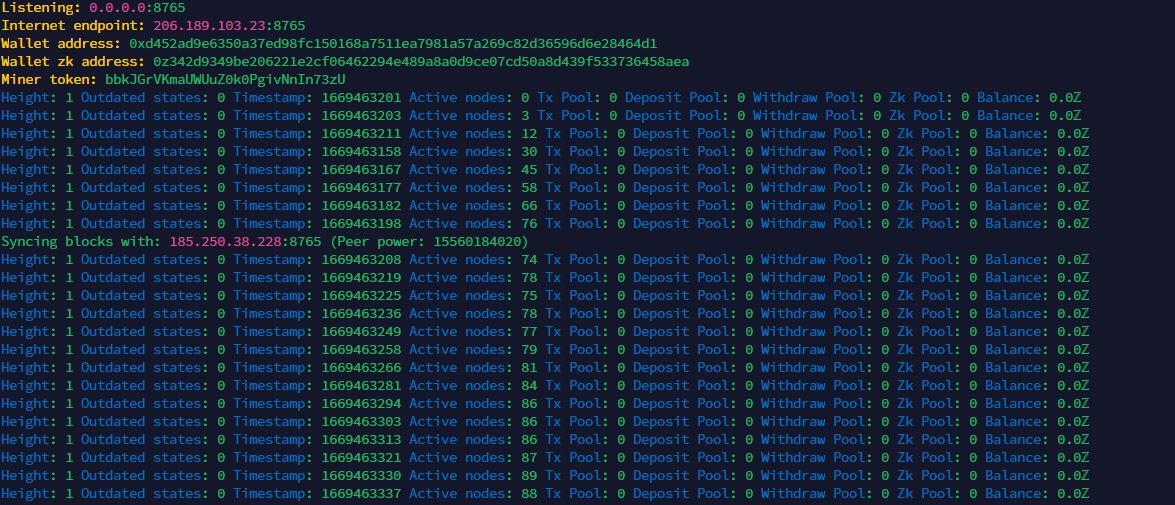 Listening: 0.0.0.0:8765
Internet endpoint: 206.189.103.23:8765
Wallet address: 0xd452ad9e6350a37ed98fc150168a7511ea7981a57a269c82d36596d6e28464d1
Wallet zk address: 0x342d9349be206221e2cf06462294e489a8a0d9ce07cd50a8d439f533736458aea
Miner token: bbkJGrVKmaUWUuZ0k0PgivNnIn73zU
Height: 1 Outdated states: 0 Timestamp: 1669463201 Active nodes: 0 Tx Pool: 0 Deposit Pool: 0 Withdraw Pool: 0 Zk Pool: 0 Balance: 0.0Z
Height: 1 Outdated states: 0 Timestamp: 1669463203 Active nodes: 3 Tx Pool: 0 Deposit Pool: 0 Withdraw Pool: 0 Zk Pool: 0 Balance: 0.0Z
Height: 1 Outdated states: 0 Timestamp: 1669463211 Active nodes: 12 Tx Pool: 0 Deposit Pool: 0 Withdraw Pool: 0 Zk Pool: 0 Balance: 0.0Z
Height: 1 Outdated states: 0 Timestamp: 1669463158 Active nodes: 30 Tx Pool: 0 Deposit Pool: 0 Withdraw Pool: 0 Zk Pool: 0 Balance: 0.0Z
Height: 1 Outdated states: 0 Timestamp: 1669463167 Active nodes: 45 Tx Pool: 0 Deposit Pool: 0 Withdraw Pool: 0 Zk Pool: 0 Balance: 0.0Z
Height: 1 Outdated states: 0 Timestamp: 1669463177 Active nodes: 58 Tx Pool: 0 Deposit Pool: 0 Withdraw Pool: 0 Zk Pool: 0 Balance: 0.0Z
Height: 1 Outdated states: 0 Timestamp: 1669463182 Active nodes: 66 Tx Pool: 0 Deposit Pool: 0 Withdraw Pool: 0 Zk Pool: 0 Balance: 0.0Z
Height: 1 Outdated states: 0 Timestamp: 1669463198 Active nodes: 76 Tx Pool: 0 Deposit Pool: 0 Withdraw Pool: 0 Zk Pool: 0 Balance: 0.0Z
Syncing blocks with: 185.250.38.228:8765 (Peer power: 15560184020)
Height: 1 Outdated states: 0 Timestamp: 1669463208 Active nodes: 74 Tx Pool: 0 Deposit Pool: 0 Withdraw Pool: 0 Zk Pool: 0 Balance: 0.0Z
Height: 1 Outdated states: 0 Timestamp: 1669463219 Active nodes: 78 Tx Pool: 0 Deposit Pool: 0 Withdraw Pool: 0 Zk Pool: 0 Balance: 0.0Z
Height: 1 Outdated states: 0 Timestamp: 1669463225 Active nodes: 75 Tx Pool: 0 Deposit Pool: 0 Withdraw Pool: 0 Zk Pool: 0 Balance: 0.0Z
Height: 1 Outdated states: 0 Timestamp: 1669463236 Active nodes: 78 Tx Pool: 0 Deposit Pool: 0 Withdraw Pool: 0 Zk Pool: 0 Balance: 0.0Z
Height: 1 Outdated states: 0 Timestamp: 1669463249 Active nodes: 77 Tx Pool: 0 Deposit Pool: 0 Withdraw Pool: 0 Zk Pool: 0 Balance: 0.0Z
Height: 1 Outdated states: 0 Timestamp: 1669463258 Active nodes: 79 Tx Pool: 0 Deposit Pool: 0 Withdraw Pool: 0 Zk Pool: 0 Balance: 0.0Z
Height: 1 Outdated states: 0 Timestamp: 1669463266 Active nodes: 81 Tx Pool: 0 Deposit Pool: 0 Withdraw Pool: 0 Zk Pool: 0 Balance: 0.0Z
Height: 1 Outdated states: 0 Timestamp: 1669463281 Active nodes: 84 Tx Pool: 0 Deposit Pool: 0 Withdraw Pool: 0 Zk Pool: 0 Balance: 0.0Z
Height: 1 Outdated states: 0 Timestamp: 1669463294 Active nodes: 86 Tx Pool: 0 Deposit Pool: 0 Withdraw Pool: 0 Zk Pool: 0 Balance: 0.0Z
Height: 1 Outdated states: 0 Timestamp: 1669463303 Active nodes: 86 Tx Pool: 0 Deposit Pool: 0 Withdraw Pool: 0 Zk Pool: 0 Balance: 0.0Z
Height: 1 Outdated states: 0 Timestamp: 1669463313 Active nodes: 86 Tx Pool: 0 Deposit Pool: 0 Withdraw Pool: 0 Zk Pool: 0 Balance: 0.0Z
Height: 1 Outdated states: 0 Timestamp: 1669463321 Active nodes: 87 Tx Pool: 0 Deposit Pool: 0 Withdraw Pool: 0 Zk Pool: 0 Balance: 0.0Z
Height: 1 Outdated states: 0 Timestamp: 1669463330 Active nodes: 89 Tx Pool: 0 Deposit Pool: 0 Withdraw Pool: 0 Zk Pool: 0 Balance: 0.0Z
Height: 1 Outdated states: 0 Timestamp: 1669463337 Active nodes: 88 Tx Pool: 0 Deposit Pool: 0 Withdraw Pool: 0 Zk Pool: 0 Balance: 0.0Z